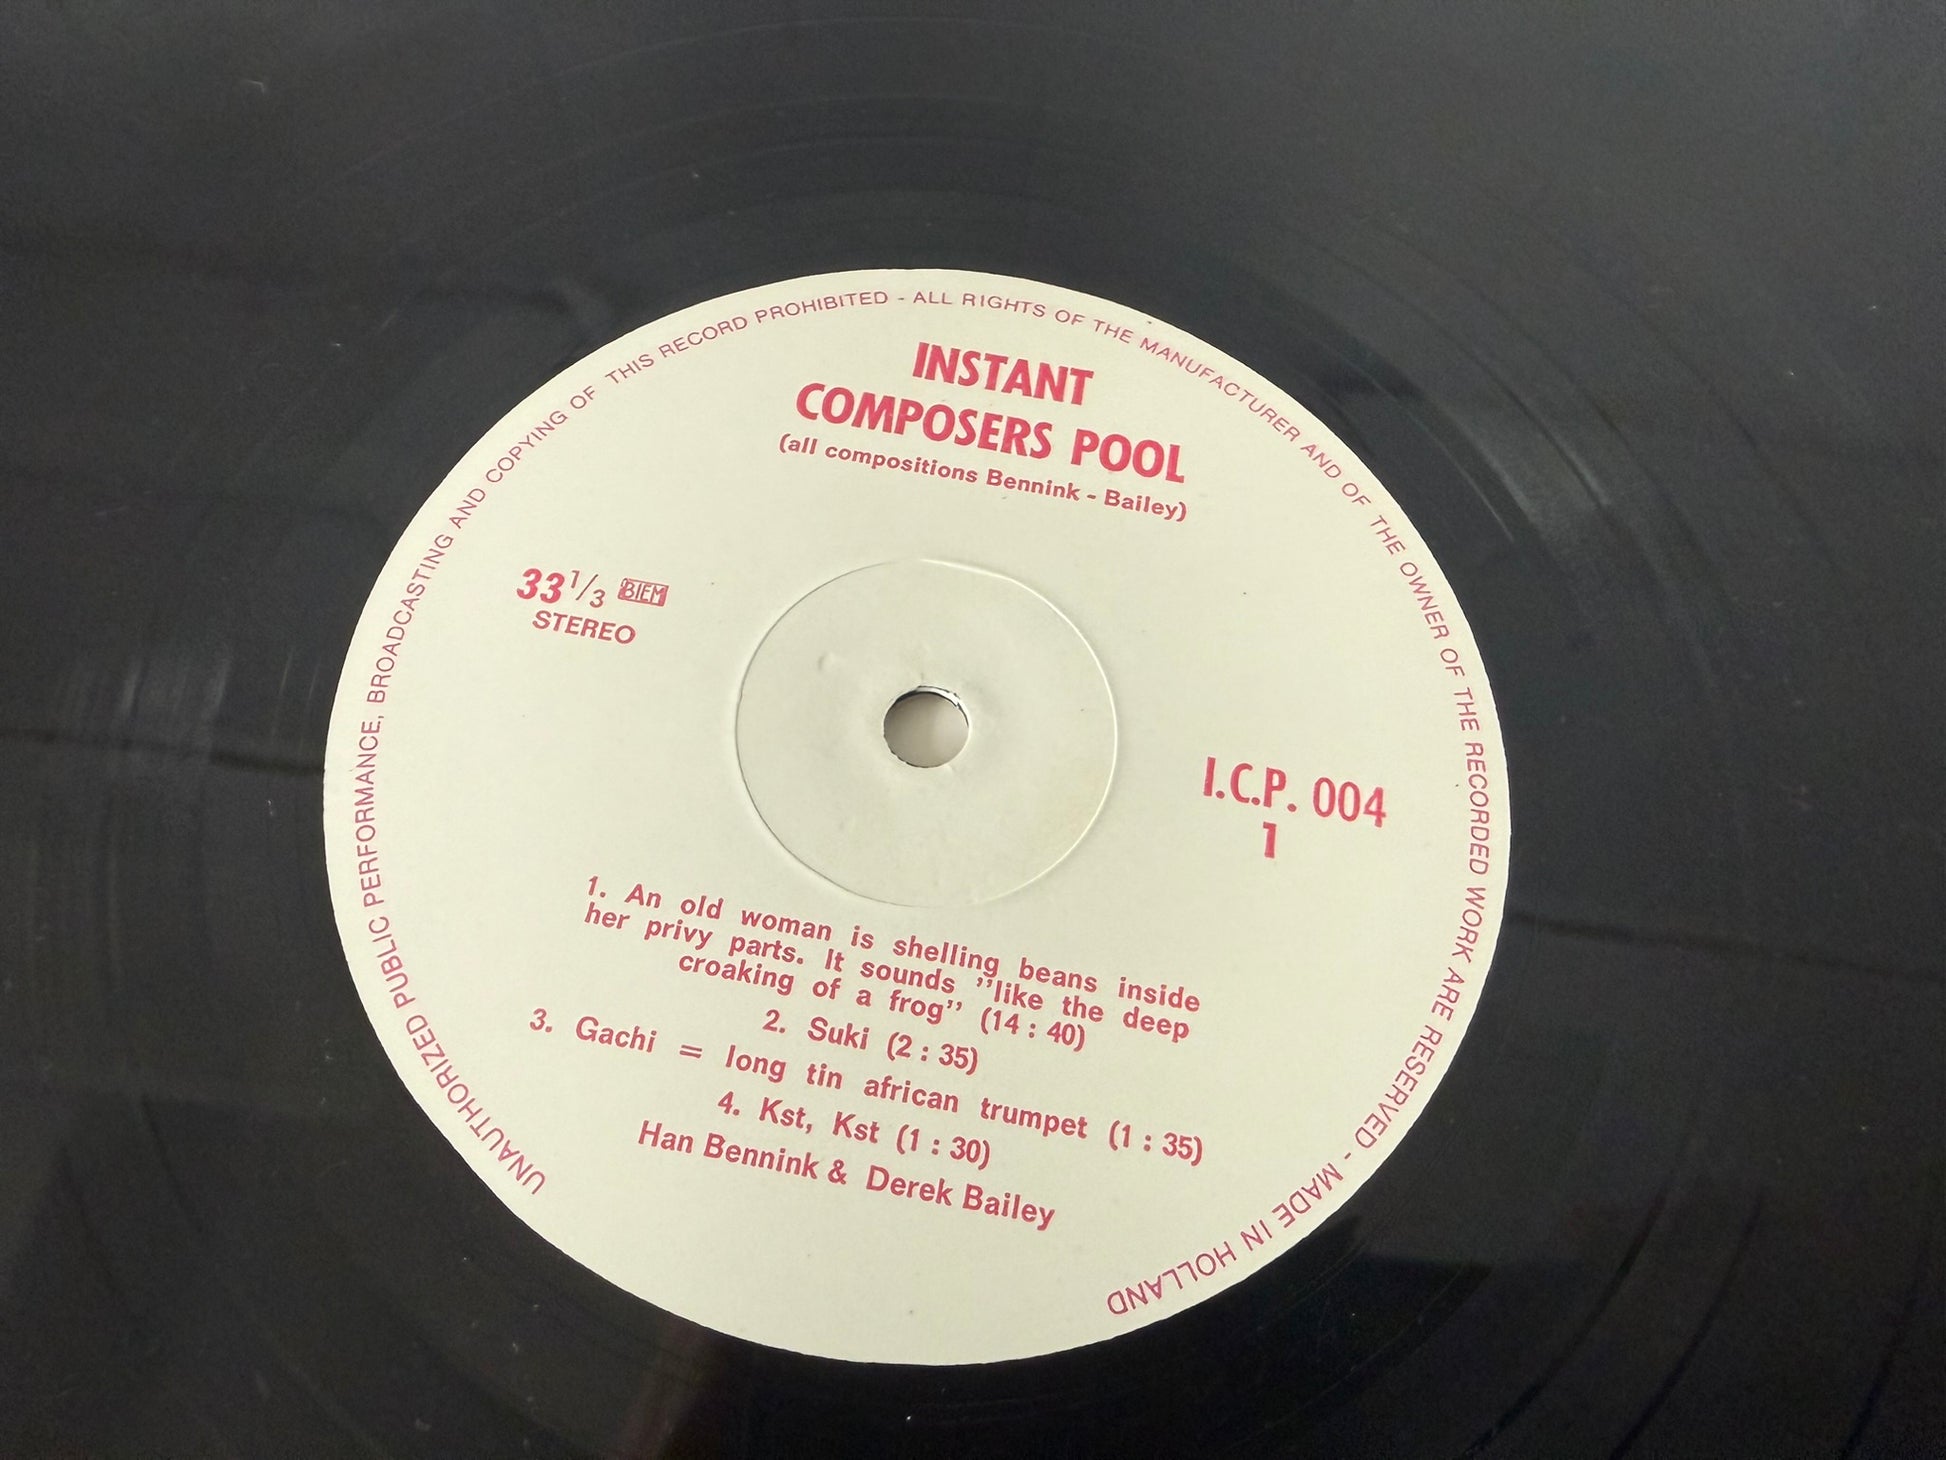 UNAUTHORIZED PUBLIC PERFORMANCE, BROADCASTING AND COPYING OF THIS RECORD PROHIBITED - ALL RIGHTS OF THE MANUFACTURER AND OF THE OWNER OF THE RECORDED WORK ARE RESERVED - MADE IN HOLLAND
INSTANT
COMPOSERS POOL
(all compositions Bennink - Bailey)
33 1/3 BIEM
STEREO
I.C.P. 004
1
1. An old woman is shelling beans inside
her privy parts. It sounds ''like the deep
croaking of a frog'' (14 : 40)
2. Suki (2 : 35)
3. Gachi = long tin african trumpet (1 : 35)
4. Kst, Kst (1 : 30)
Han Bennink & Derek Bailey